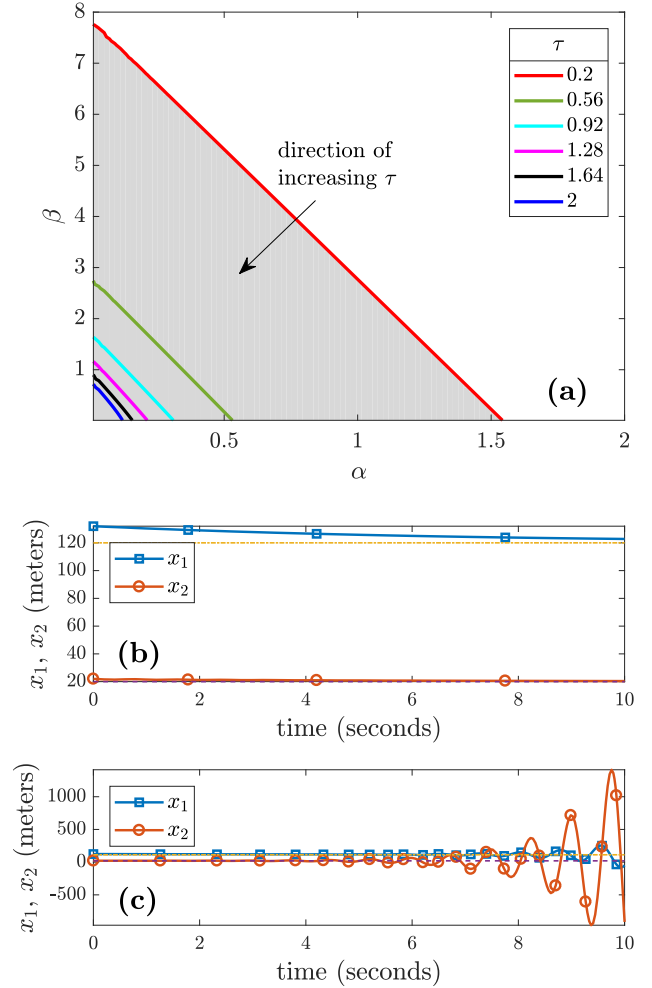 8
7
6
5
4
3
2
1
β
τ
0.2
0.56
0.92
1.28
1.64
2
direction of
increasing τ
(a)
0.5
1
1.5
2
α
120
100
80
60
40
20
x₁, x₂ (meters)
x₁
x₂
(b)
0
2
4
6
8
10
time (seconds)
1000
500
0
-500
x₁, x₂ (meters)
x₁
x₂
(c)
0
2
4
6
8
10
time (seconds)